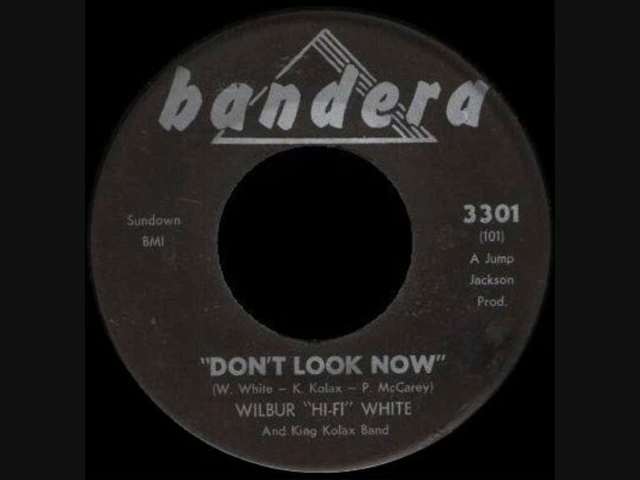 bandera
Sundown
BMI
3301
(101)
A Jump
Jackson
Prod.
"DON'T LOOK NOW"
(W. White – K. Kolax – P. McCarey)
WILBUR "HI-FI" WHITE
And King Kolax Band